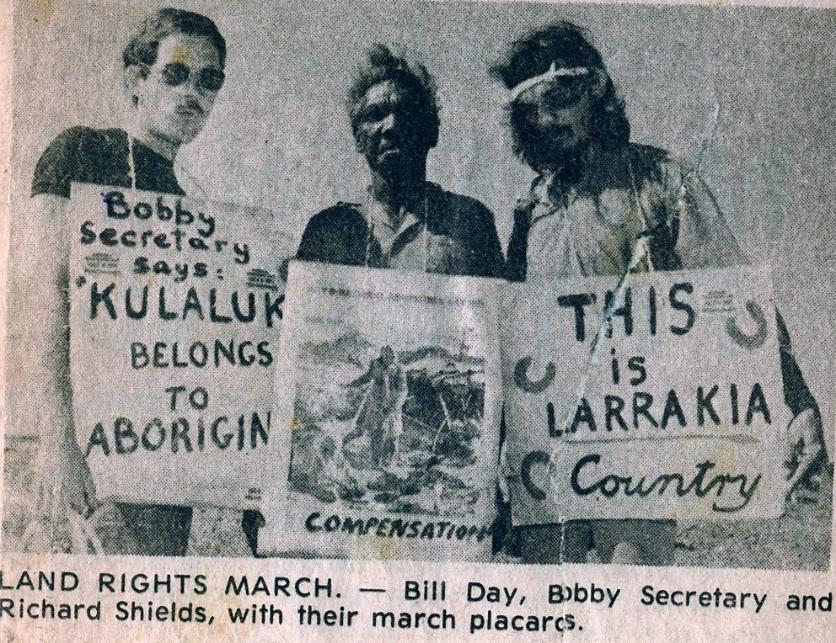 Bobby
Secretary
says:
"KULALUK
BELONGS
TO
ABORIGIN
COMPENSATION
THIS
is
LARRAKIA
Country
LAND RIGHTS MARCH. — Bill Day, Bobby Secretary and
Richard Shields, with their march placards.